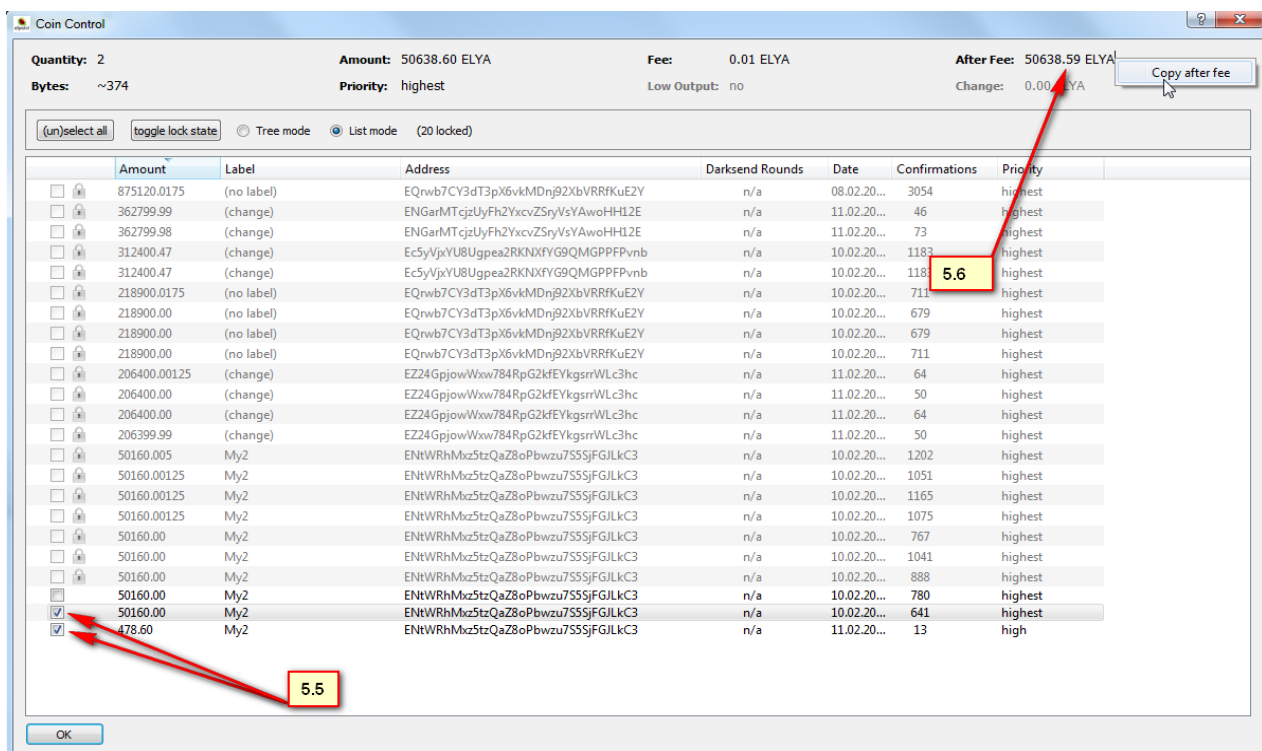 Coin Control
Quantity: 2 Amount: 50638.60 ELYA Fee: 0.01 ELYA After Fee: 50638.59 ELYA
Copy after fee
Bytes: ~374 Priority: highest Low Output: no Change: 0.00 ELYA
(un)select all toggle lock state Tree mode List mode (20 locked)
Amount Label Address Darksend Rounds Date Confirmations Priority
875120.0175 (no label) EQrwb7CY3dT3pX6vkMDnj92XbVRRfKuE2Y n/a 08.02.20... 3054 highest
362799.99 (change) ENGarMTcjzUyFh2YxcvZSryVsYAwoHH12E n/a 11.02.20... 46 highest
362799.98 (change) ENGarMTcjzUyFh2YxcvZSryVsYAwoHH12E n/a 11.02.20... 73 highest
312400.47 (change) Ec5yVjxYU8Ugpea2RKNXfYG9QMGPPFPvnb n/a 10.02.20... 1183 highest
312400.47 (change) Ec5yVjxYU8Ugpea2RKNXfYG9QMGPPFPvnb n/a 10.02.20... 1183 highest
5.6
218900.0175 (no label) EQrwb7CY3dT3pX6vkMDnj92XbVRRfKuE2Y n/a 10.02.20... 711 highest
218900.00 (no label) EQrwb7CY3dT3pX6vkMDnj92XbVRRfKuE2Y n/a 10.02.20... 679 highest
218900.00 (no label) EQrwb7CY3dT3pX6vkMDnj92XbVRRfKuE2Y n/a 10.02.20... 679 highest
218900.00 (no label) EQrwb7CY3dT3pX6vkMDnj92XbVRRfKuE2Y n/a 10.02.20... 711 highest
206400.00125 (change) EZ24GpjowWxw784RpG2kfEYkgsrrWLc3hc n/a 11.02.20... 64 highest
206400.00 (change) EZ24GpjowWxw784RpG2kfEYkgsrrWLc3hc n/a 11.02.20... 50 highest
206400.00 (change) EZ24GpjowWxw784RpG2kfEYkgsrrWLc3hc n/a 11.02.20... 64 highest
206399.99 (change) EZ24GpjowWxw784RpG2kfEYkgsrrWLc3hc n/a 11.02.20... 50 highest
50160.005 My2 ENtWRhMxz5tzQaZ8oPbwzu7S5SjFGJLkC3 n/a 10.02.20... 1202 highest
50160.00125 My2 ENtWRhMxz5tzQaZ8oPbwzu7S5SjFGJLkC3 n/a 10.02.20... 1051 highest
50160.00125 My2 ENtWRhMxz5tzQaZ8oPbwzu7S5SjFGJLkC3 n/a 10.02.20... 1165 highest
50160.00125 My2 ENtWRhMxz5tzQaZ8oPbwzu7S5SjFGJLkC3 n/a 10.02.20... 1075 highest
50160.00 My2 ENtWRhMxz5tzQaZ8oPbwzu7S5SjFGJLkC3 n/a 10.02.20... 767 highest
50160.00 My2 ENtWRhMxz5tzQaZ8oPbwzu7S5SjFGJLkC3 n/a 10.02.20... 1041 highest
50160.00 My2 ENtWRhMxz5tzQaZ8oPbwzu7S5SjFGJLkC3 n/a 10.02.20... 888 highest
50160.00 My2 ENtWRhMxz5tzQaZ8oPbwzu7S5SjFGJLkC3 n/a 10.02.20... 780 highest
50160.00 My2 ENtWRhMxz5tzQaZ8oPbwzu7S5SjFGJLkC3 n/a 10.02.20... 641 highest
478.60 My2 ENtWRhMxz5tzQaZ8oPbwzu7S5SjFGJLkC3 n/a 11.02.20... 13 high
5.5
OK